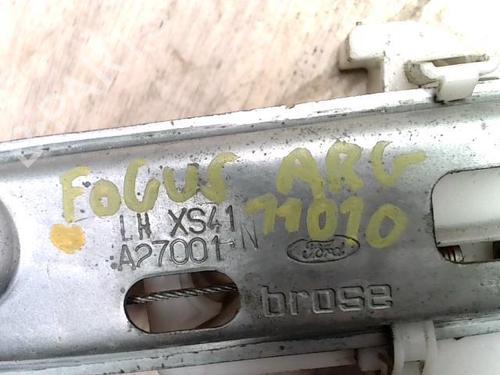 FOCUS ARG
11010
LH XS41
A27001-N
Ford
brose